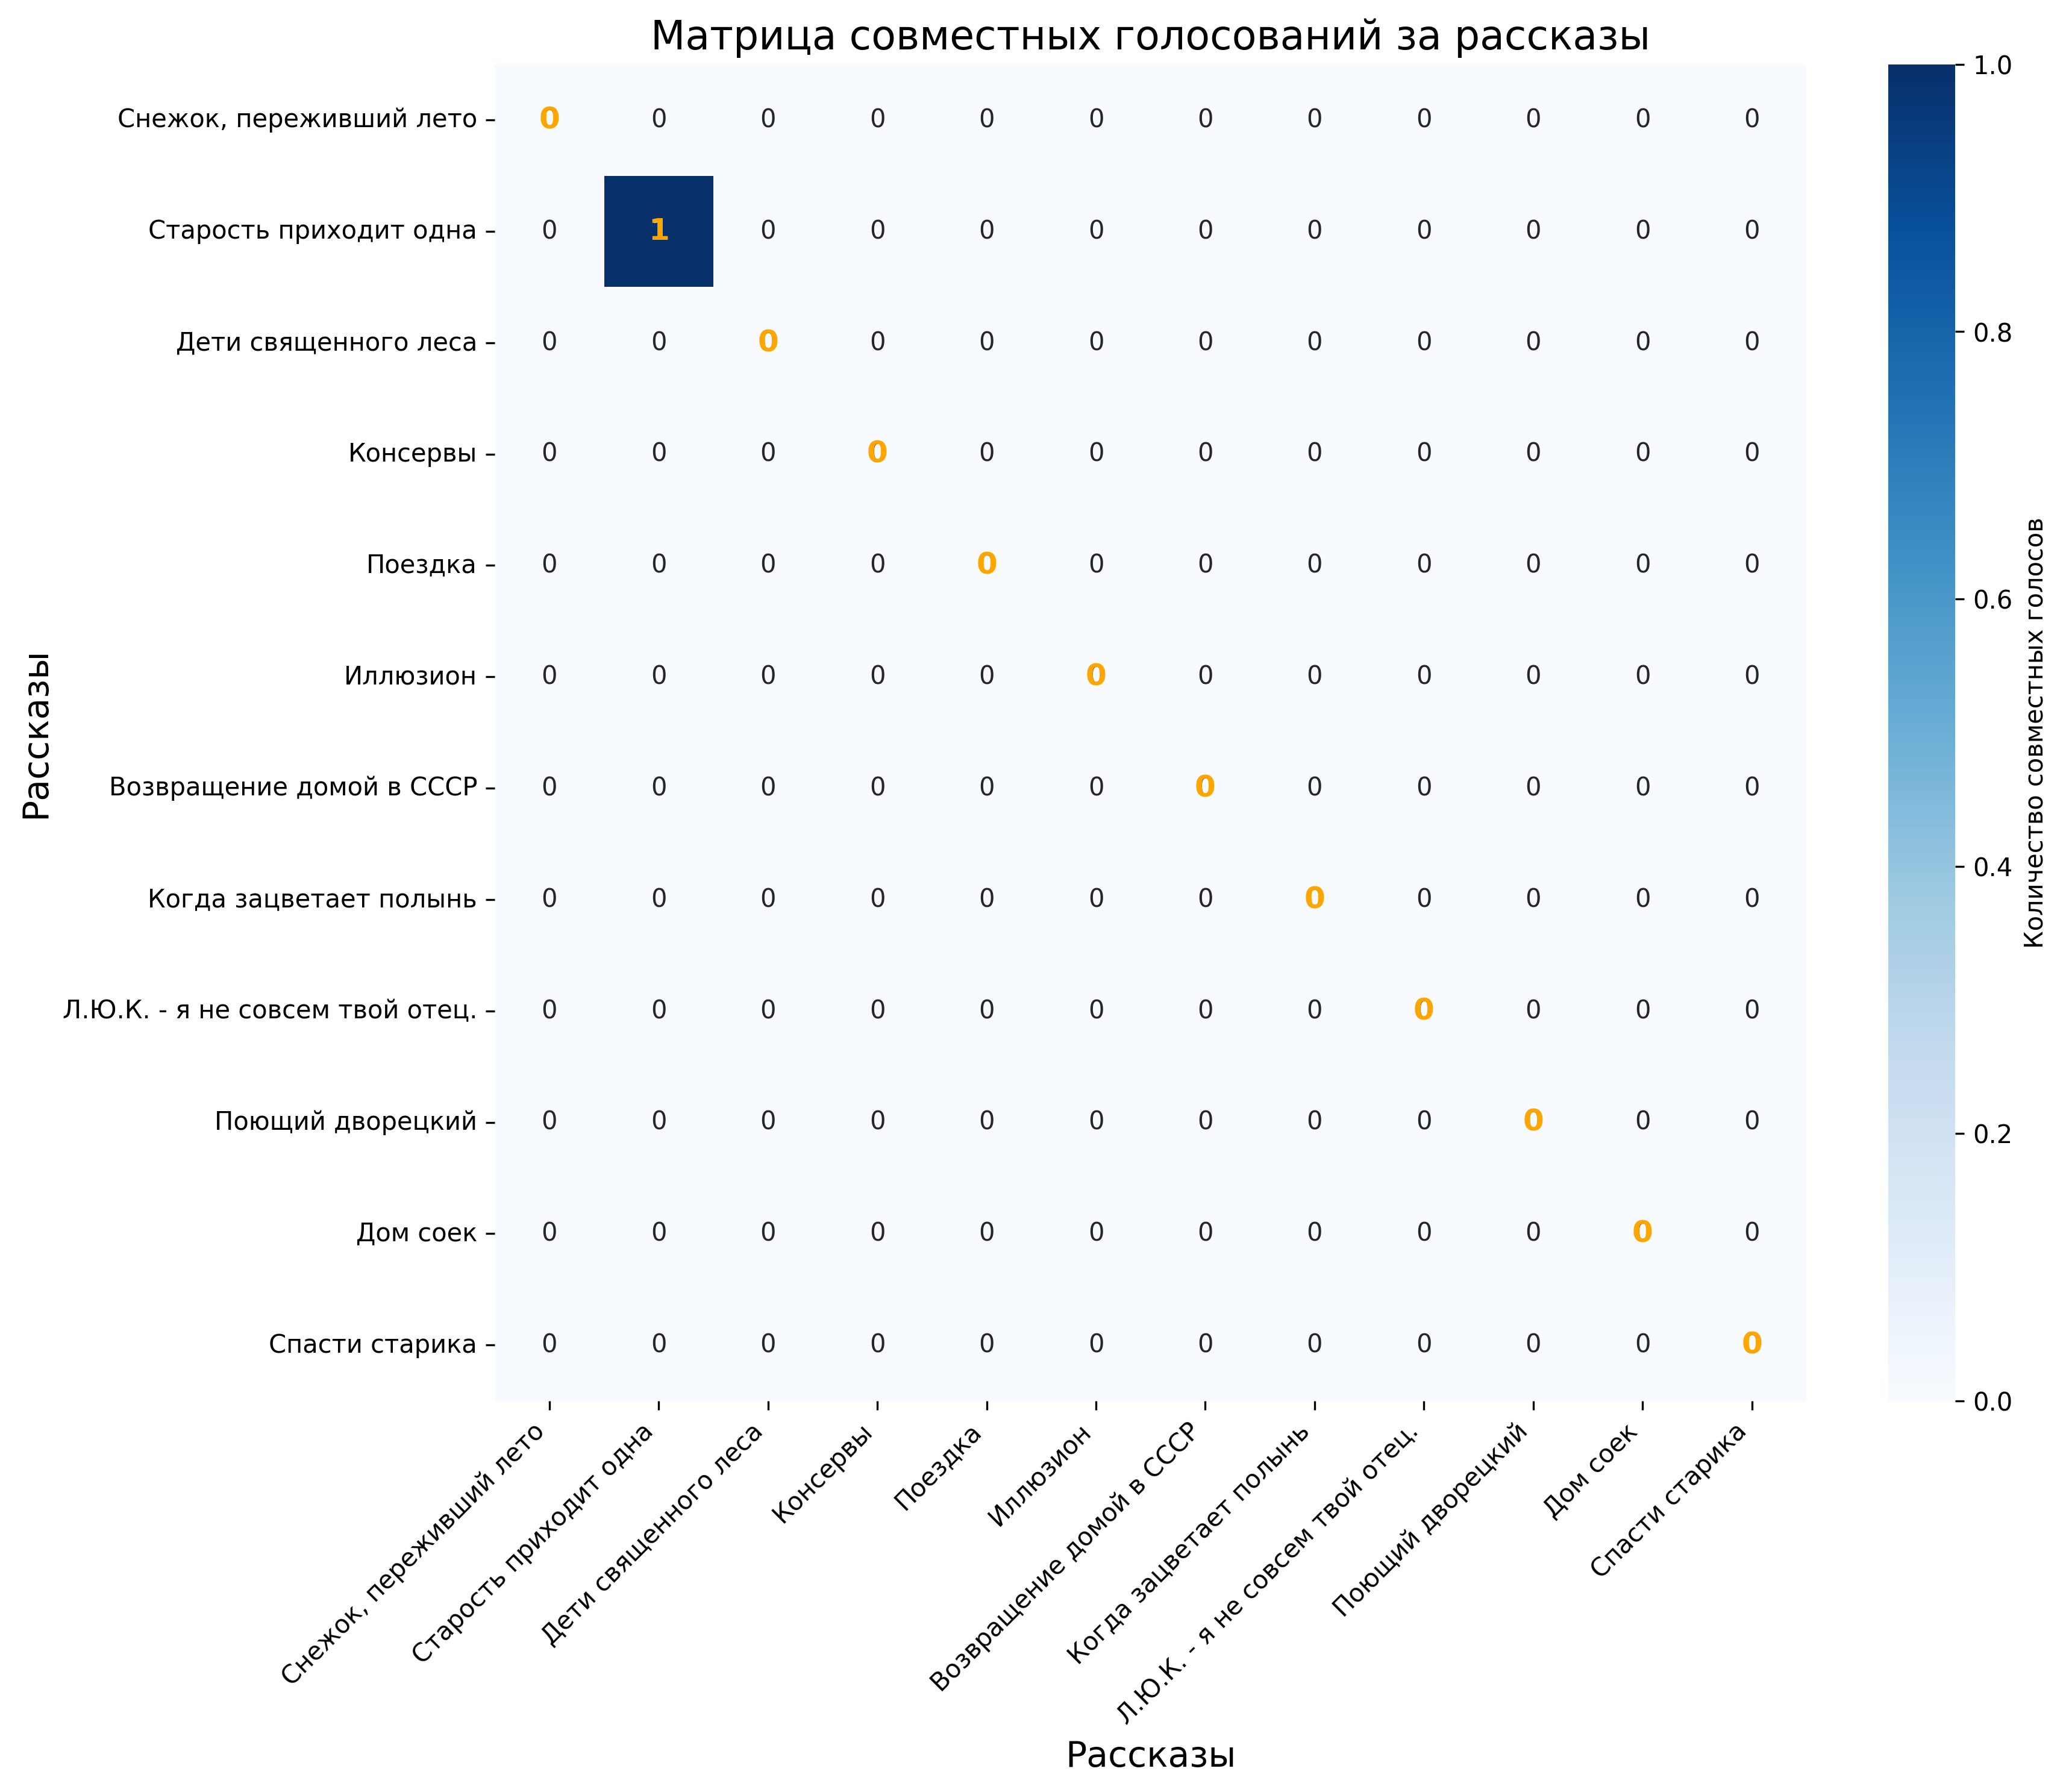 Матрица совместных голосований за рассказы
Снежок, переживший лето 0 0 0 0 0 0 0 0 0 0 0 0
Старость приходит одна 0 1 0 0 0 0 0 0 0 0 0 0
Дети священного леса 0 0 0 0 0 0 0 0 0 0 0 0
Консервы 0 0 0 0 0 0 0 0 0 0 0 0
Поездка 0 0 0 0 0 0 0 0 0 0 0 0
Иллюзион 0 0 0 0 0 0 0 0 0 0 0 0
Возвращение домой в СССР 0 0 0 0 0 0 0 0 0 0 0 0
Когда зацветает полынь 0 0 0 0 0 0 0 0 0 0 0 0
Л.Ю.К. - я не совсем твой отец. 0 0 0 0 0 0 0 0 0 0 0 0
Поющий дворецкий 0 0 0 0 0 0 0 0 0 0 0 0
Дом соек 0 0 0 0 0 0 0 0 0 0 0 0
Спасти старика 0 0 0 0 0 0 0 0 0 0 0 0
Рассказы
Снежок, переживший лето
Старость приходит одна
Дети священного леса
Консервы
Поездка
Иллюзион
Возвращение домой в СССР
Когда зацветает полынь
Л.Ю.К. - я не совсем твой отец.
Поющий дворецкий
Дом соек
Спасти старика
Рассказы
1.0
0.8
0.6
0.4
0.2
0.0
Количество совместных голосов